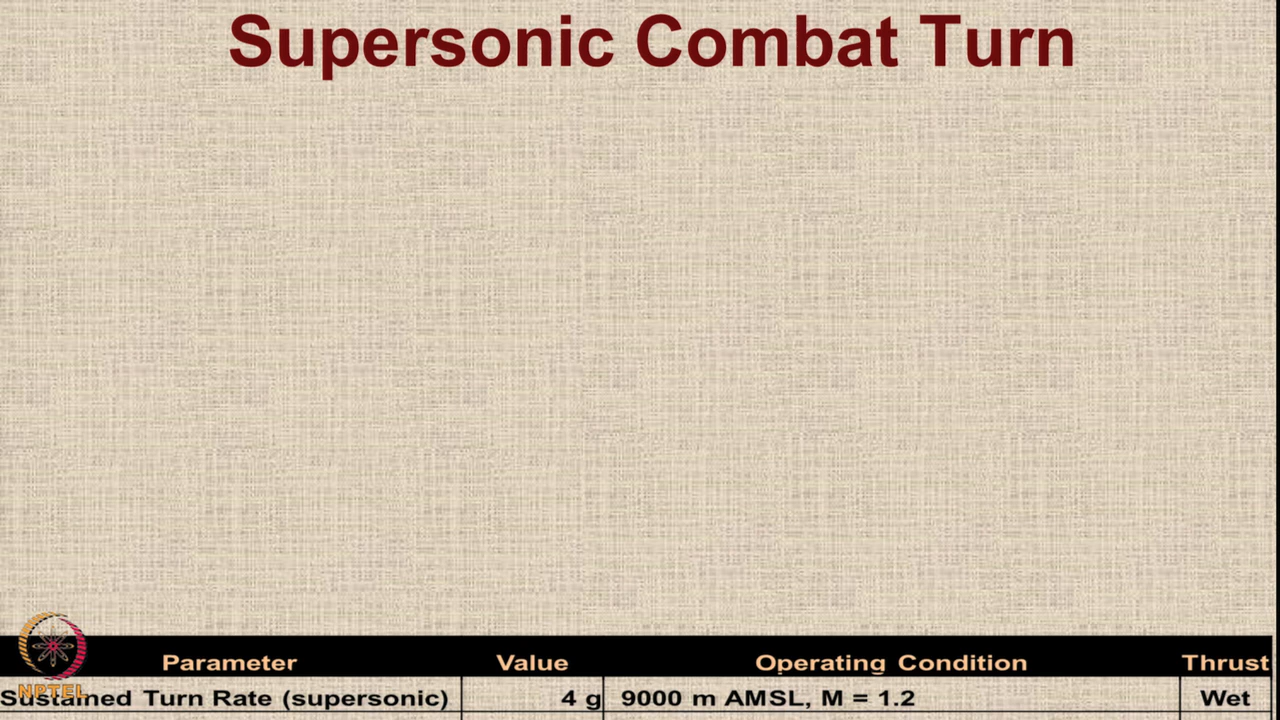 Supersonic Combat Turn
Parameter Value Operating Condition Thrust
Sustained Turn Rate (supersonic) 4 g 9000 m AMSL, M = 1.2 Wet
NPTEL